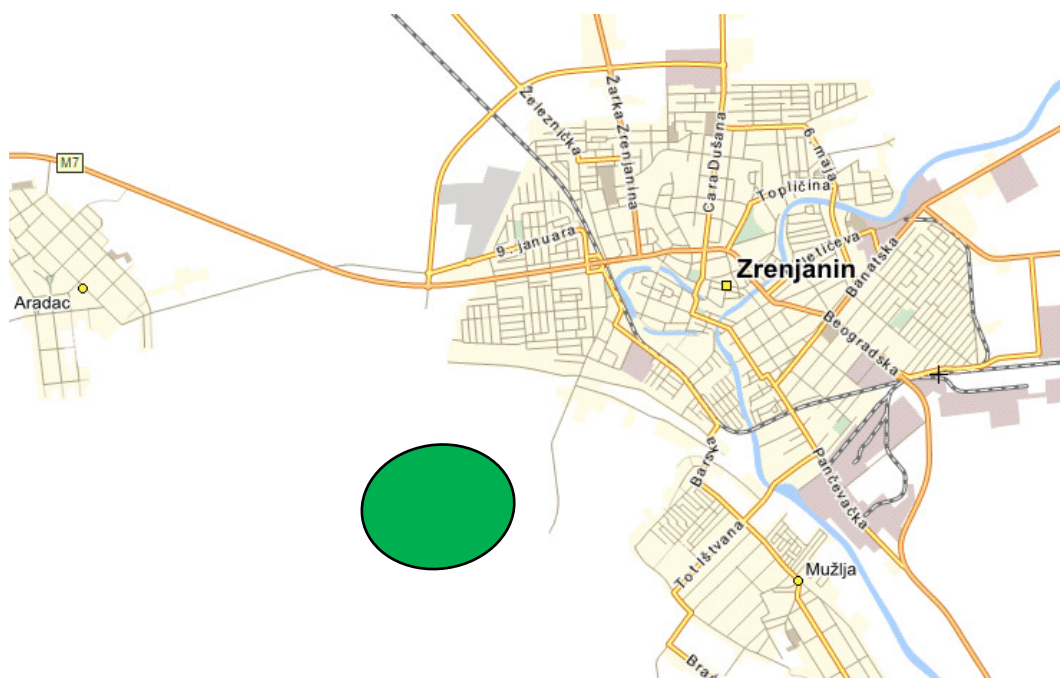 M7
Železnička
Žarka Zrenjanina
Cara Dušana
6. maja
Topličina
9. januara
Zrenjanin
Banatska
Aradac
Beogradska
Barska
Pančevačka
Tot Ištvana
Mužlja